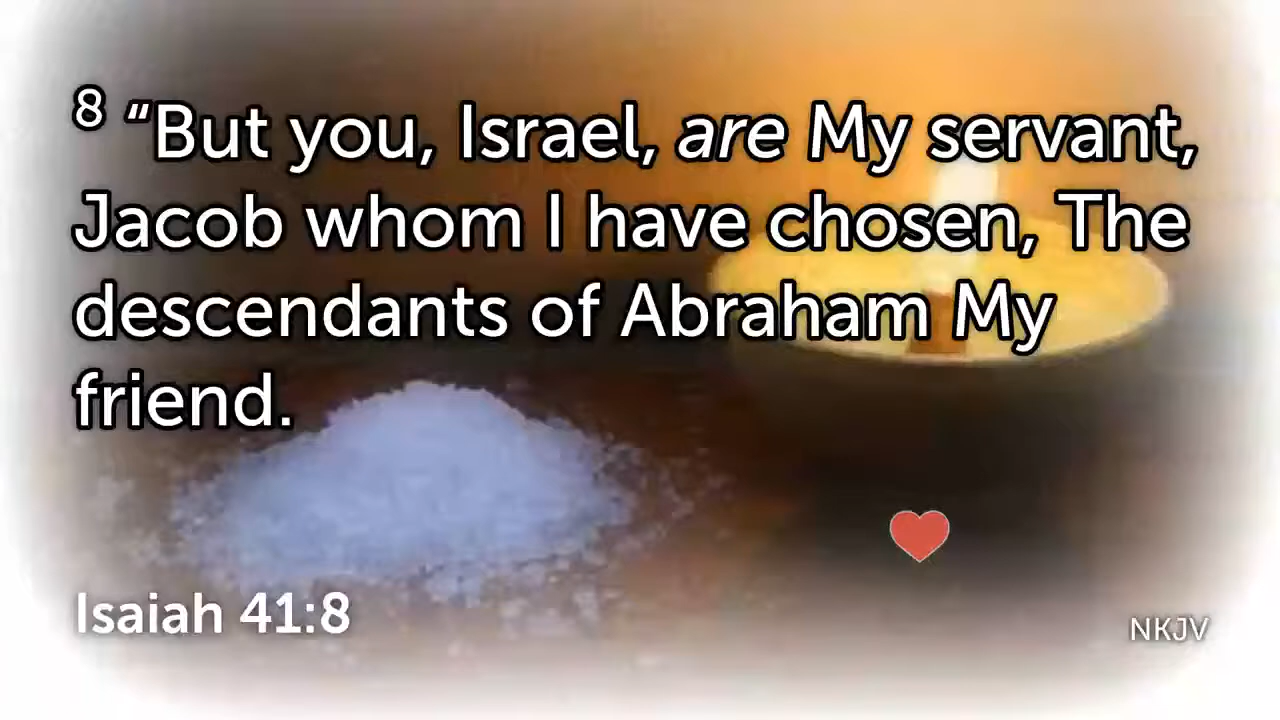 8 “But you, Israel, are My servant,
Jacob whom I have chosen, The
descendants of Abraham My
friend.
Isaiah 41:8
NKJV